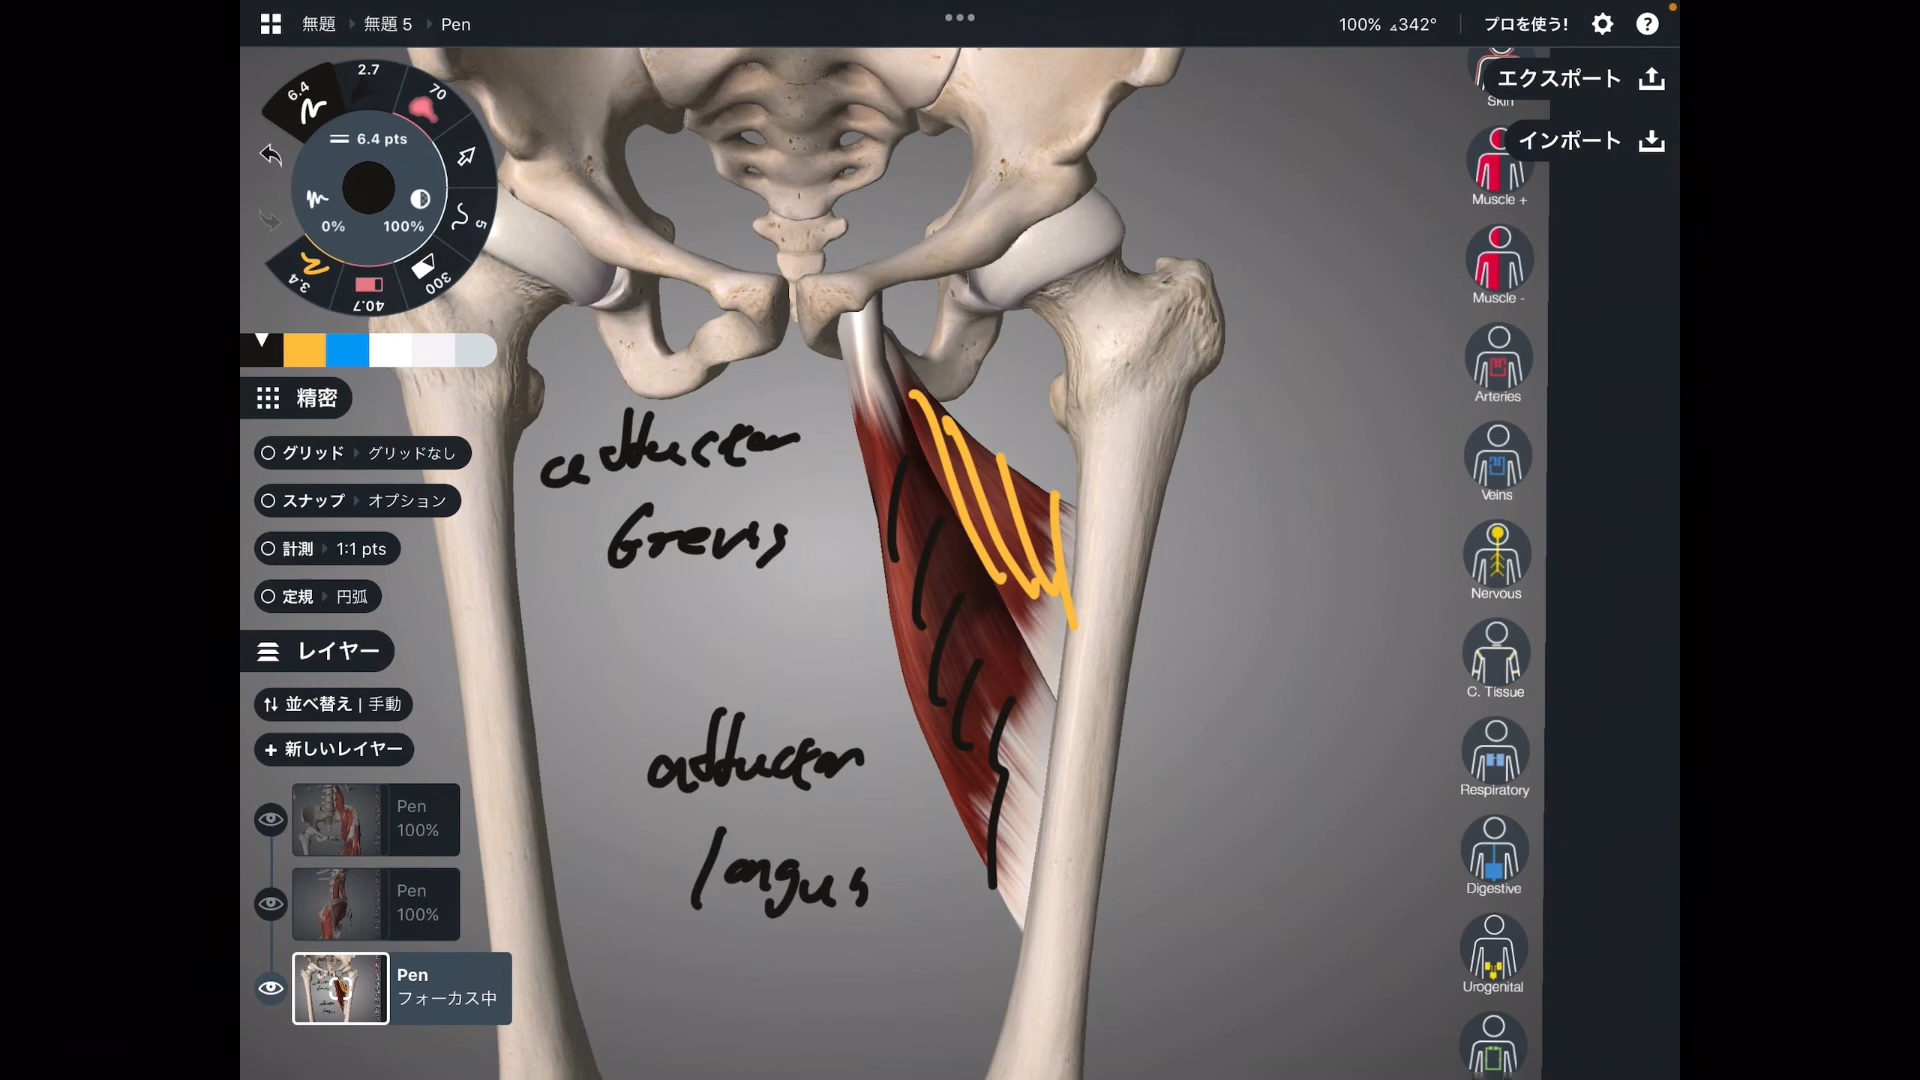 無題 無題 5 Pen
100% 342°
プロを使う!
エクスポート
インポート
2.7
6.4
70
6.4 pts
0%
100%
5
300
40.7
3.4
精密
グリッド グリッドなし
スナップ オプション
計測 1:1 pts
定規 円弧
レイヤー
並べ替え | 手動
+ 新しいレイヤー
Pen
100%
Pen
100%
Pen
フォーカス中
adductor
brevis
adductor
longus
Skin
Muscle +
Muscle -
Arteries
Veins
Nervous
C. Tissue
Respiratory
Digestive
Urogenital